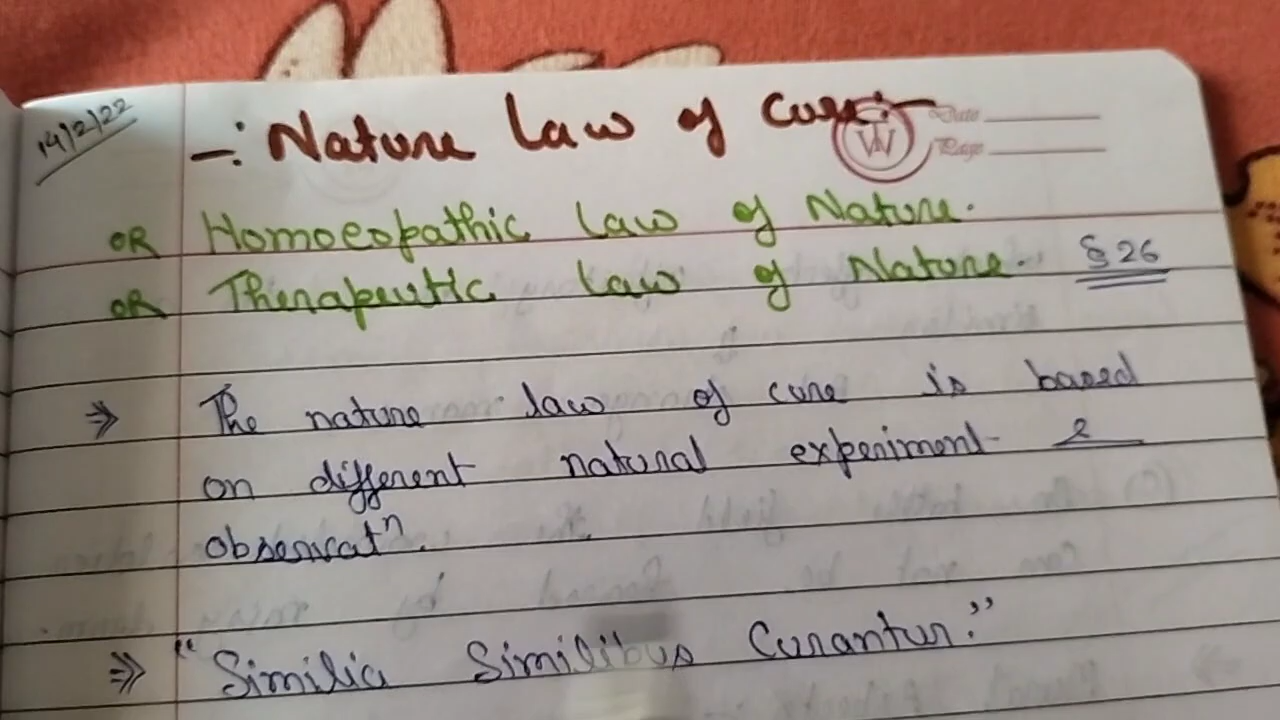 14/2/22
-: Nature law of Cure:-
Date
Page
OR Homoeopathic law of Nature.
OR Therapeutic law of Nature. § 26
⇒ The nature law of cure is based
on different natural experiment &
observatⁿ.
⇒ "Similia Similibus Curantur."